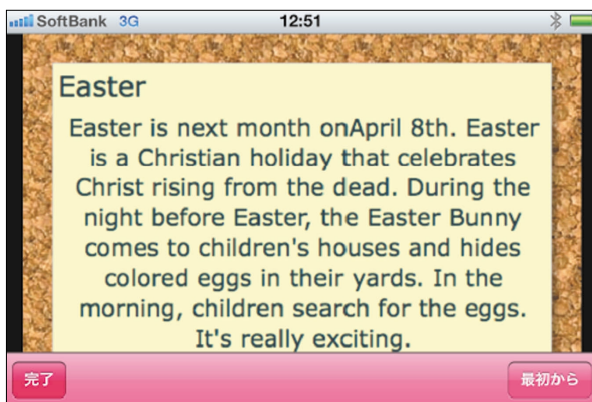 SoftBank 3G 12:51
Easter
Easter is next month onApril 8th. Easter
is a Christian holiday that celebrates
Christ rising from the dead. During the
night before Easter, the Easter Bunny
comes to children's houses and hides
colored eggs in their yards. In the
morning, children search for the eggs.
It's really exciting.
完了 最初から